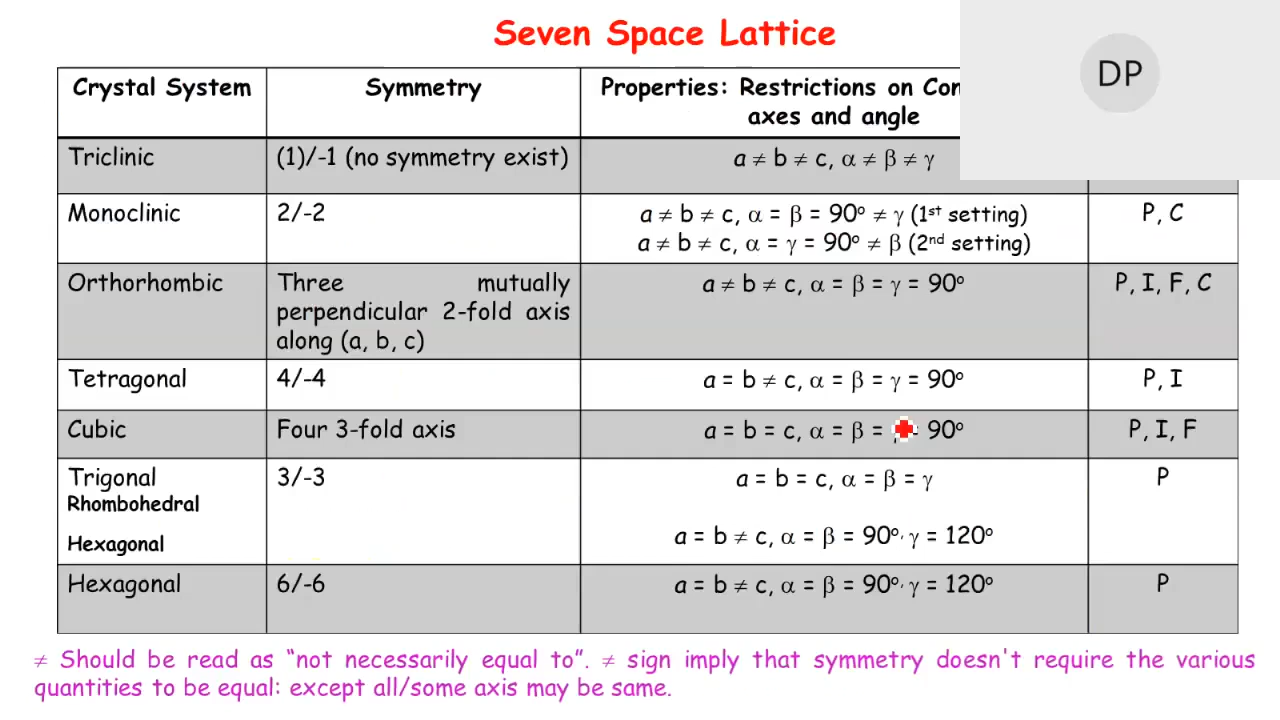 Seven Space Lattice
DP
Crystal System Symmetry Properties: Restrictions on
axes and angle
Triclinic (1)/-1 (no symmetry exist) a ≠ b ≠ c, α ≠ β ≠ γ
Monoclinic 2/-2 a ≠ b ≠ c, α = β = 90° ≠ γ (1st setting) P, C
a ≠ b ≠ c, α = γ = 90° ≠ β (2nd setting)
Orthorhombic Three mutually a ≠ b ≠ c, α = β = γ = 90° P, I, F, C
perpendicular 2-fold axis
along (a, b, c)
Tetragonal 4/-4 a = b ≠ c, α = β = γ = 90° P, I
Cubic Four 3-fold axis a = b = c, α = β = 90° P, I, F
Trigonal 3/-3 a = b = c, α = β = γ P
Rhombohedral
Hexagonal a = b ≠ c, α = β = 90°, γ = 120°
Hexagonal 6/-6 a = b ≠ c, α = β = 90°, γ = 120° P
≠ Should be read as “not necessarily equal to”. ≠ sign imply that symmetry doesn't require the various
quantities to be equal: except all/some axis may be same.